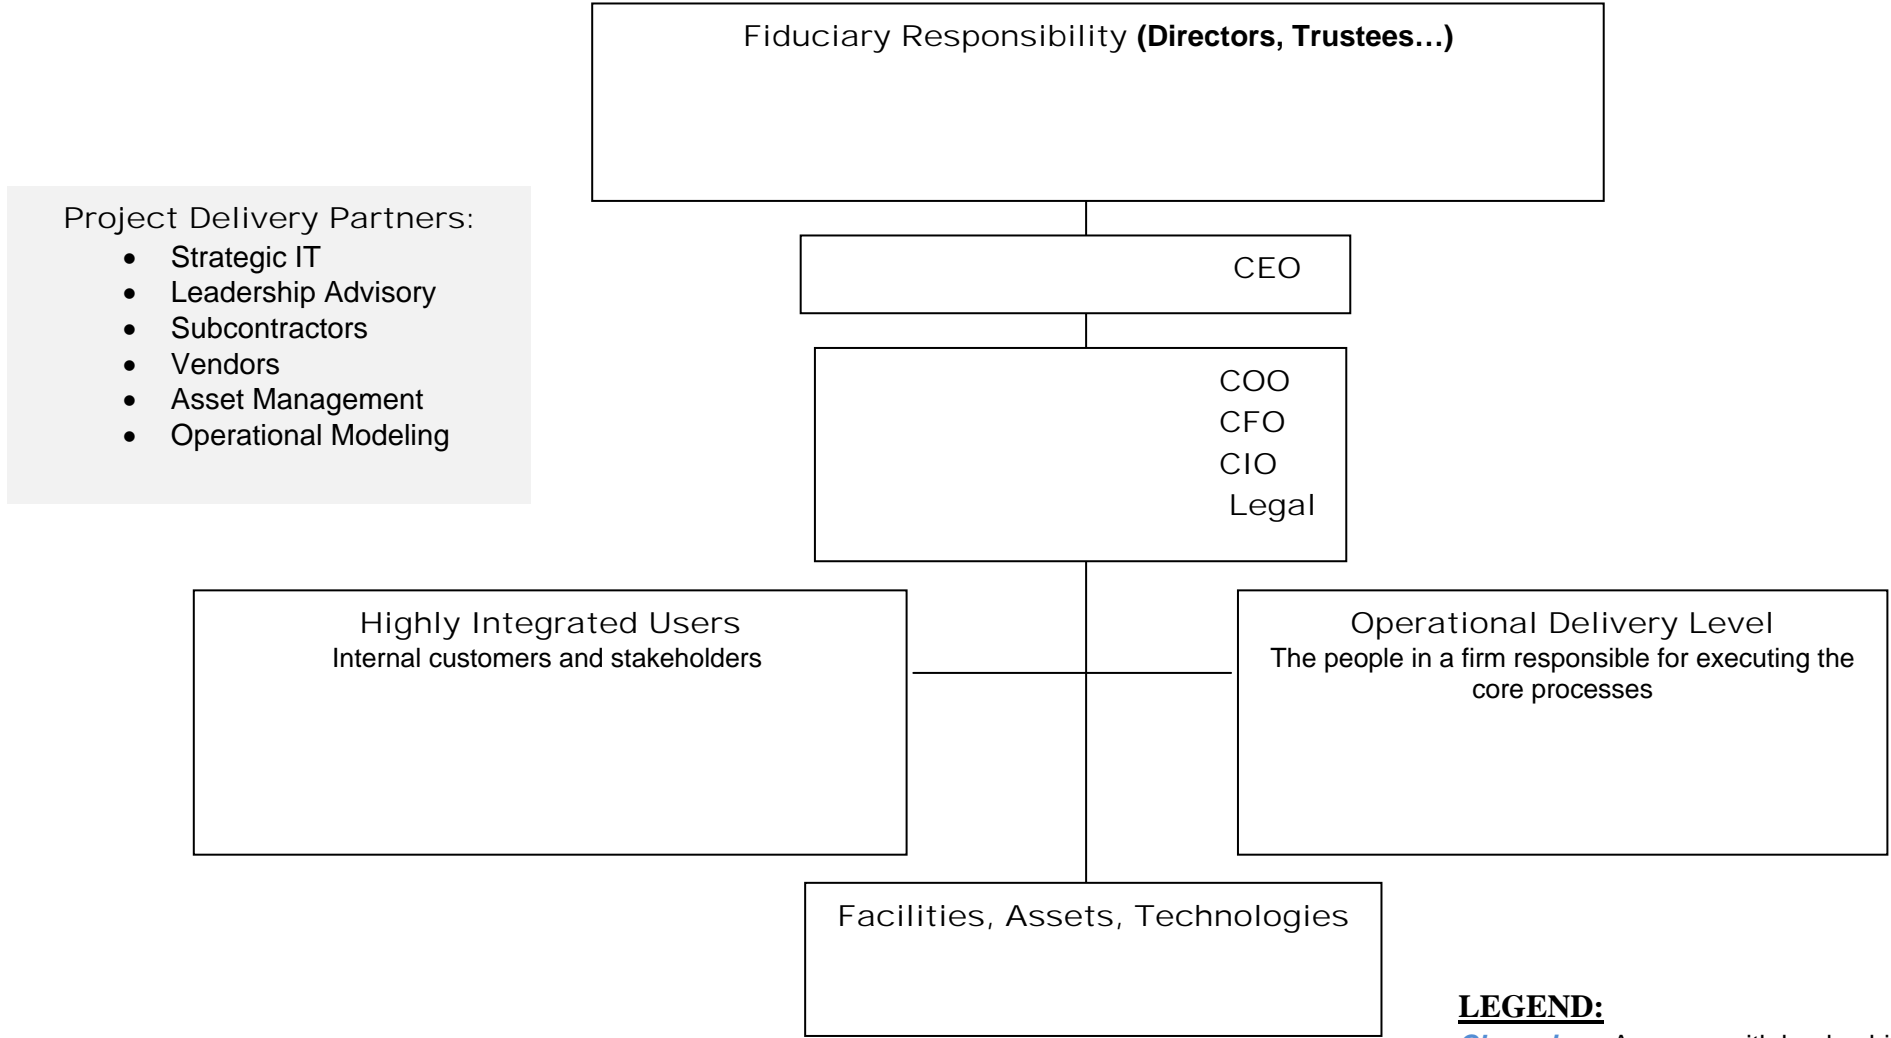 Fiduciary Responsibility (Directors, Trustees…)
Project Delivery Partners:
• Strategic IT
• Leadership Advisory
• Subcontractors
• Vendors
• Asset Management
• Operational Modeling
CEO
COO
CFO
CIO
Legal
Highly Integrated Users
Internal customers and stakeholders
Operational Delivery Level
The people in a firm responsible for executing the
core processes
Facilities, Assets, Technologies
LEGEND: